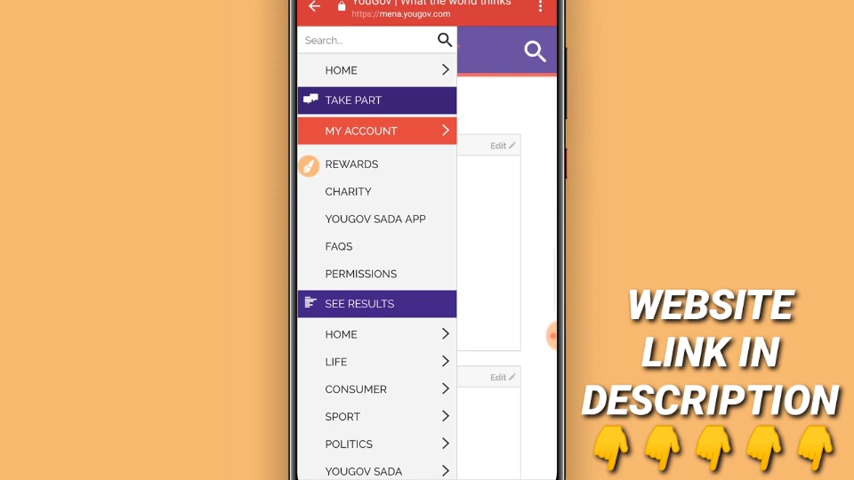 YouGov | What the world thinks
https://mena.yougov.com
Search...
HOME
TAKE PART
MY ACCOUNT
Edit
REWARDS
CHARITY
YOUGOV SADA APP
FAQS
PERMISSIONS
SEE RESULTS
HOME
LIFE
Edit
CONSUMER
SPORT
POLITICS
YOUGOV SADA
WEBSITE
LINK IN
DESCRIPTION
👇👇👇👇👇